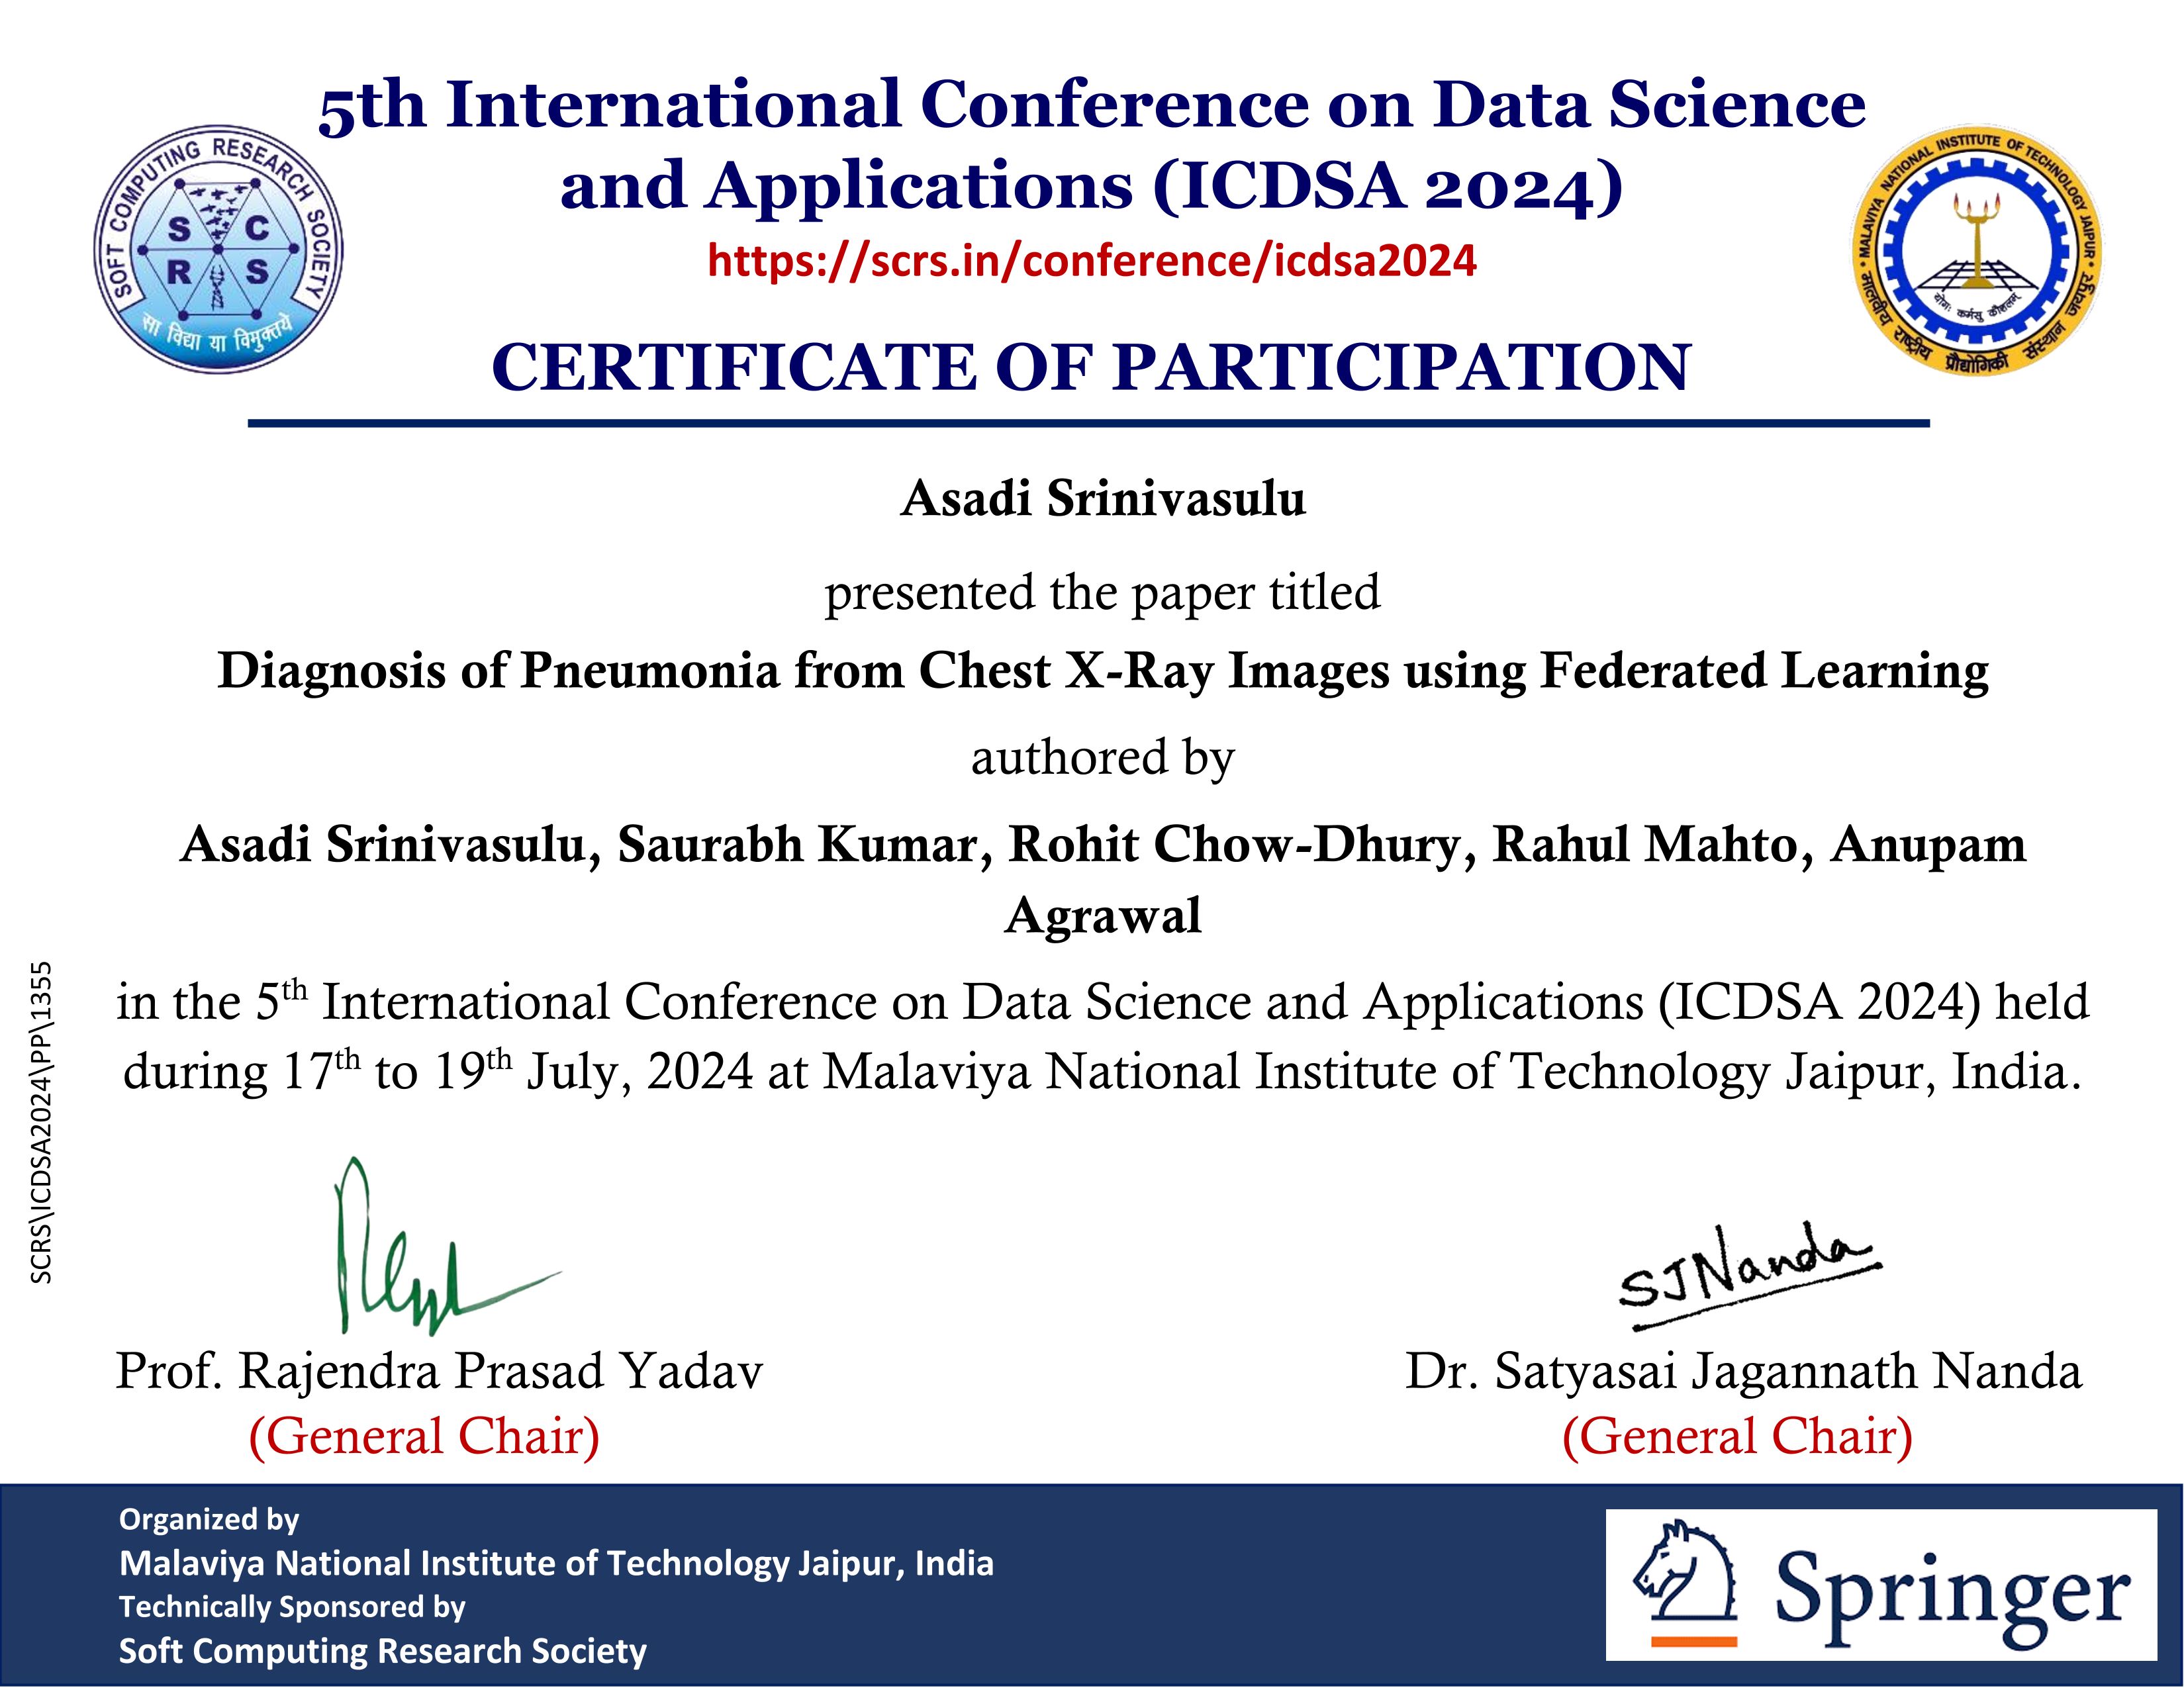 5th International Conference on Data Science
and Applications (ICDSA 2024)
https://scrs.in/conference/icdsa2024
CERTIFICATE OF PARTICIPATION
SOFT COMPUTING RESEARCH SOCIETY
S C
R S
सा विद्या या विमुक्तये
MALAVIYA NATIONAL INSTITUTE OF TECHNOLOGY JAIPUR
योगः कर्मसु कौशलम्
मालवीय राष्ट्रीय प्रौद्योगिकी संस्थान जयपुर
Asadi Srinivasulu
presented the paper titled
Diagnosis of Pneumonia from Chest X-Ray Images using Federated Learning
authored by
Asadi Srinivasulu, Saurabh Kumar, Rohit Chow-Dhury, Rahul Mahto, Anupam
Agrawal
in the 5th International Conference on Data Science and Applications (ICDSA 2024) held
during 17th to 19th July, 2024 at Malaviya National Institute of Technology Jaipur, India.
SCRS\ICDSA2024\PP\1355
SJNanda
Prof. Rajendra Prasad Yadav
(General Chair)
Dr. Satyasai Jagannath Nanda
(General Chair)
Organized by
Malaviya National Institute of Technology Jaipur, India
Technically Sponsored by
Soft Computing Research Society
Springer